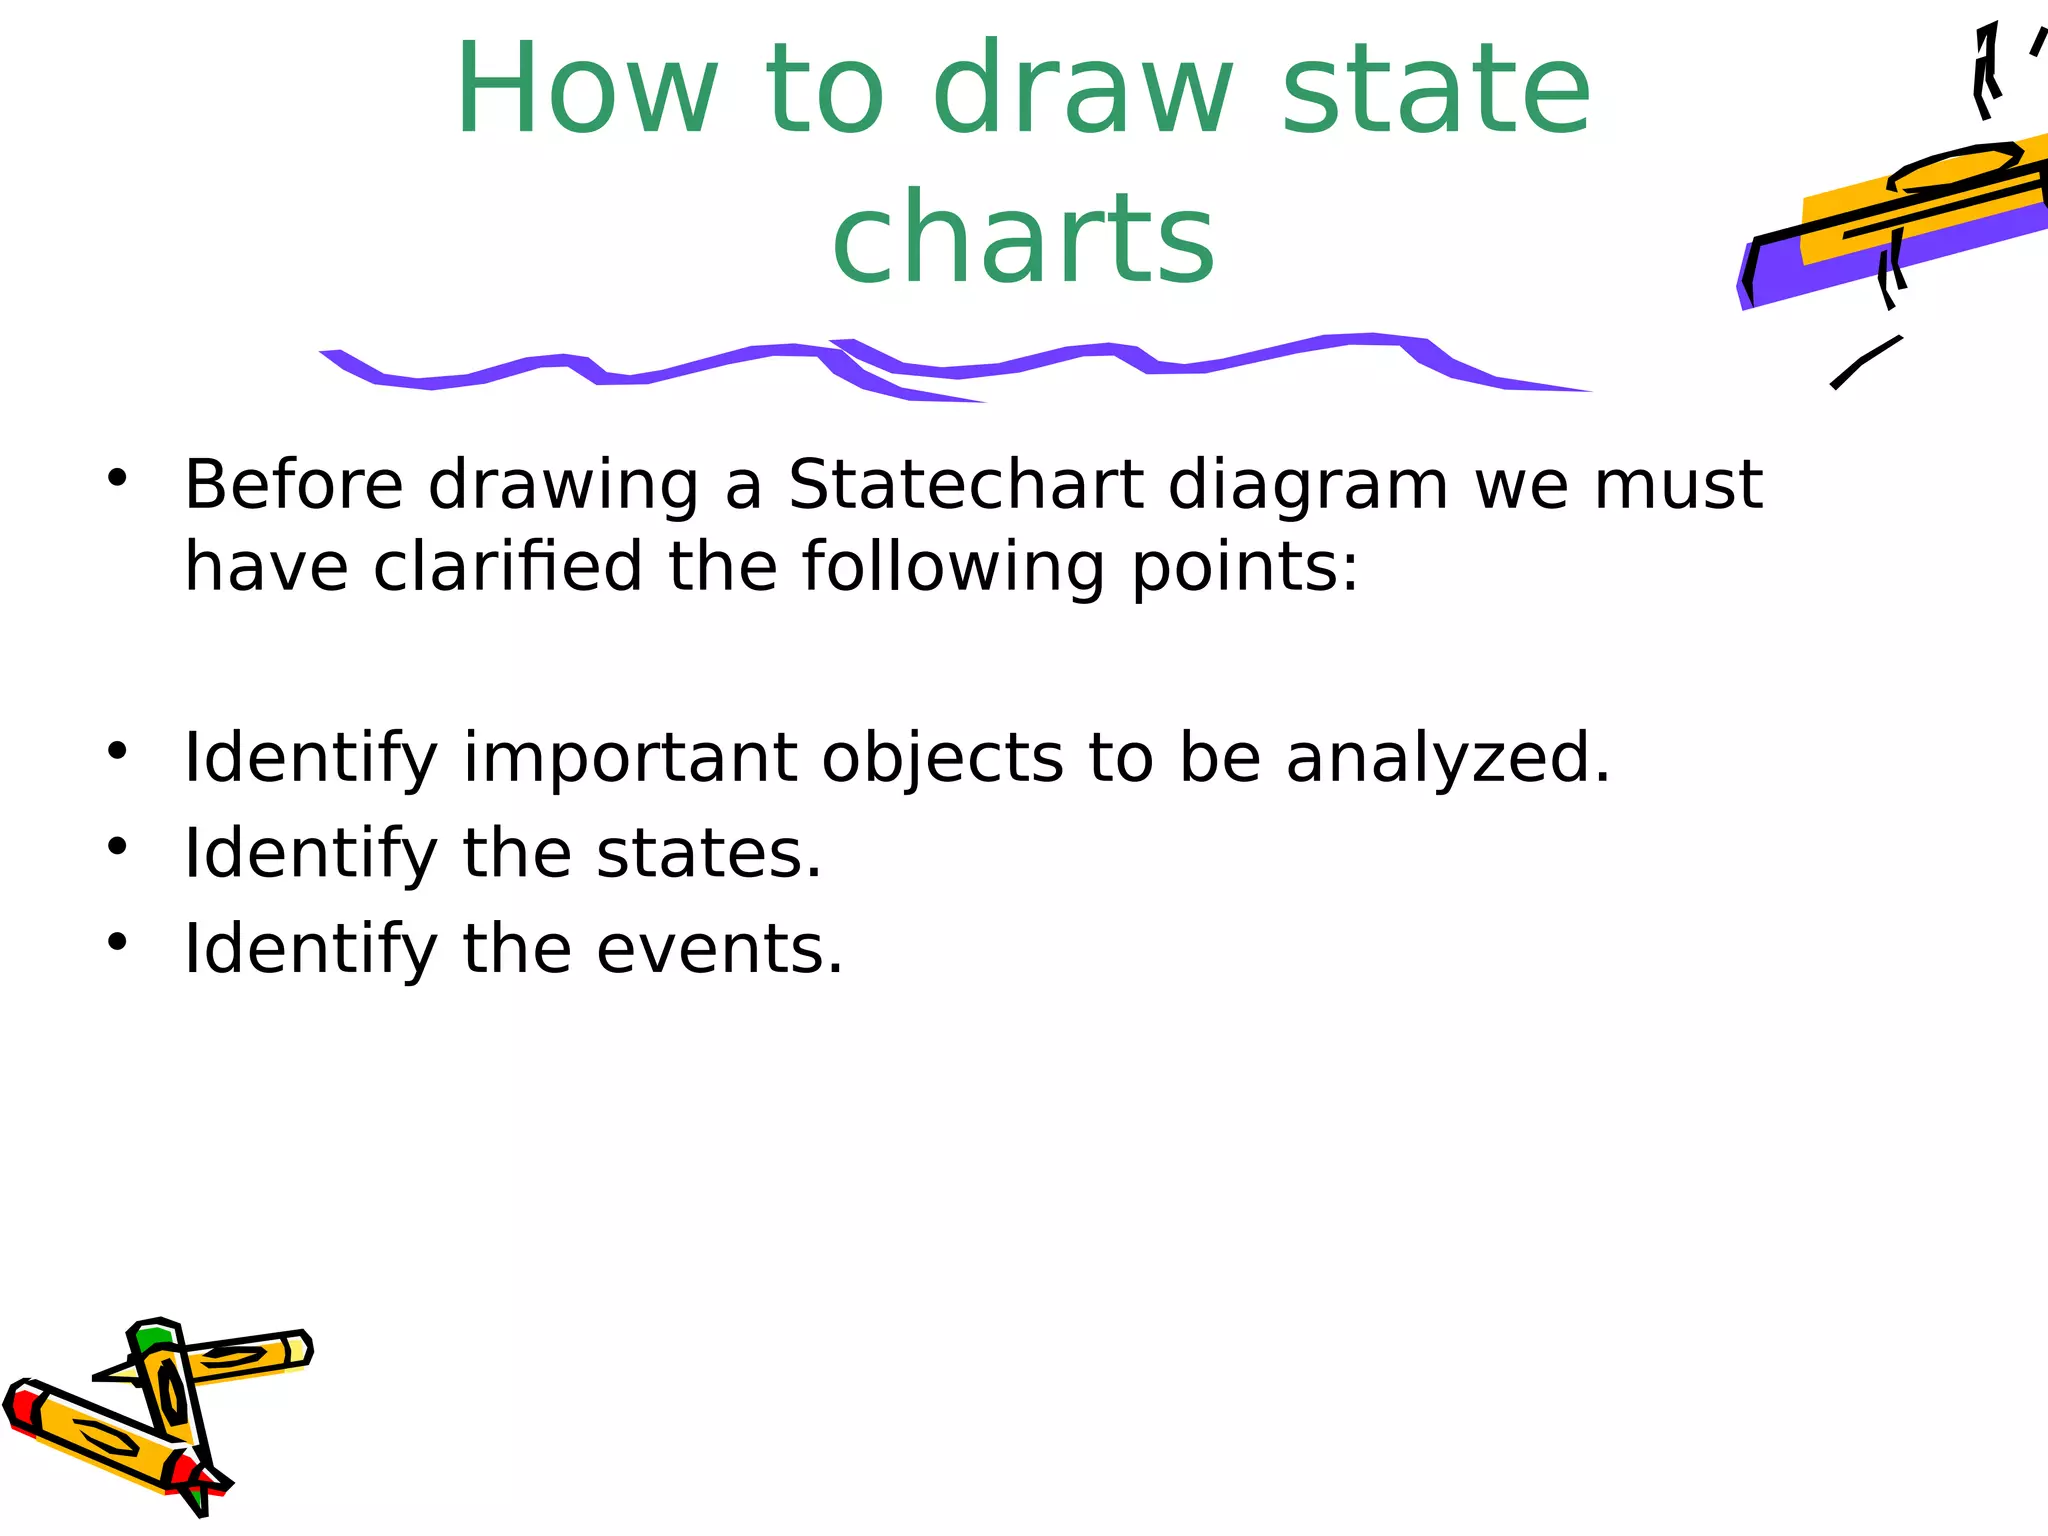 How to draw state
charts
• Before drawing a Statechart diagram we must
have clarified the following points:
• Identify important objects to be analyzed.
• Identify the states.
• Identify the events.